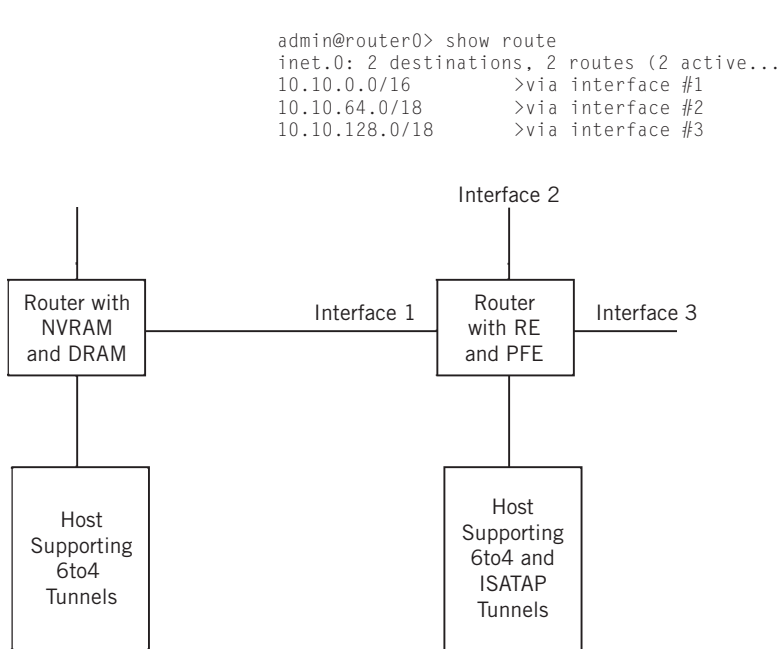 admin@router0> show route
inet.0: 2 destinations, 2 routes (2 active...
10.10.0.0/16 >via interface #1
10.10.64.0/18 >via interface #2
10.10.128.0/18 >via interface #3
Interface 2
Router with
NVRAM
and DRAM
Interface 1
Router
with RE
and PFE
Interface 3
Host
Supporting
6to4
Tunnels
Host
Supporting
6to4 and
ISATAP
Tunnels